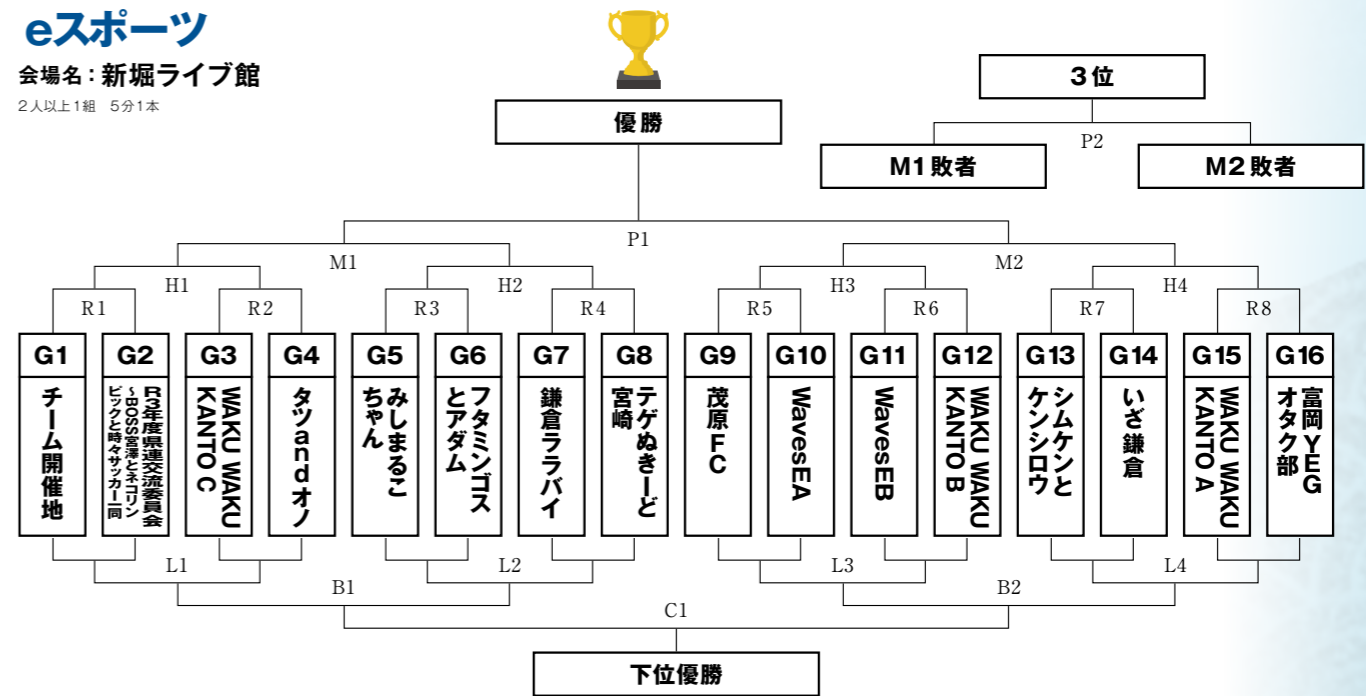 eスポーツ
会場名：新堀ライブ館
2人以上1組　5分1本
優勝
3位
P2
M1敗者
M2敗者
P1
M1
M2
H1
H2
H3
H4
R1
R2
R3
R4
R5
R6
R7
R8
G1
チーム開催地
G2
R3年度県連交流委員会
～BOSS宮澤とネコリン
ピックと時々サッカー一同
G3
WAKU WAKU
KANTO C
G4
タツandオノ
G5
みしまるこ
ちゃん
G6
フタミンゴス
とアダム
G7
鎌倉ララバイ
G8
テゲぬきーど
宮崎
G9
茂原FC
G10
WavesEA
G11
WavesEB
G12
WAKU WAKU
KANTO B
G13
シムケンと
ケンシロウ
G14
いざ鎌倉
G15
WAKU WAKU
KANTO A
G16
富岡YEG
オタク部
L1
L2
L3
L4
B1
B2
C1
下位優勝